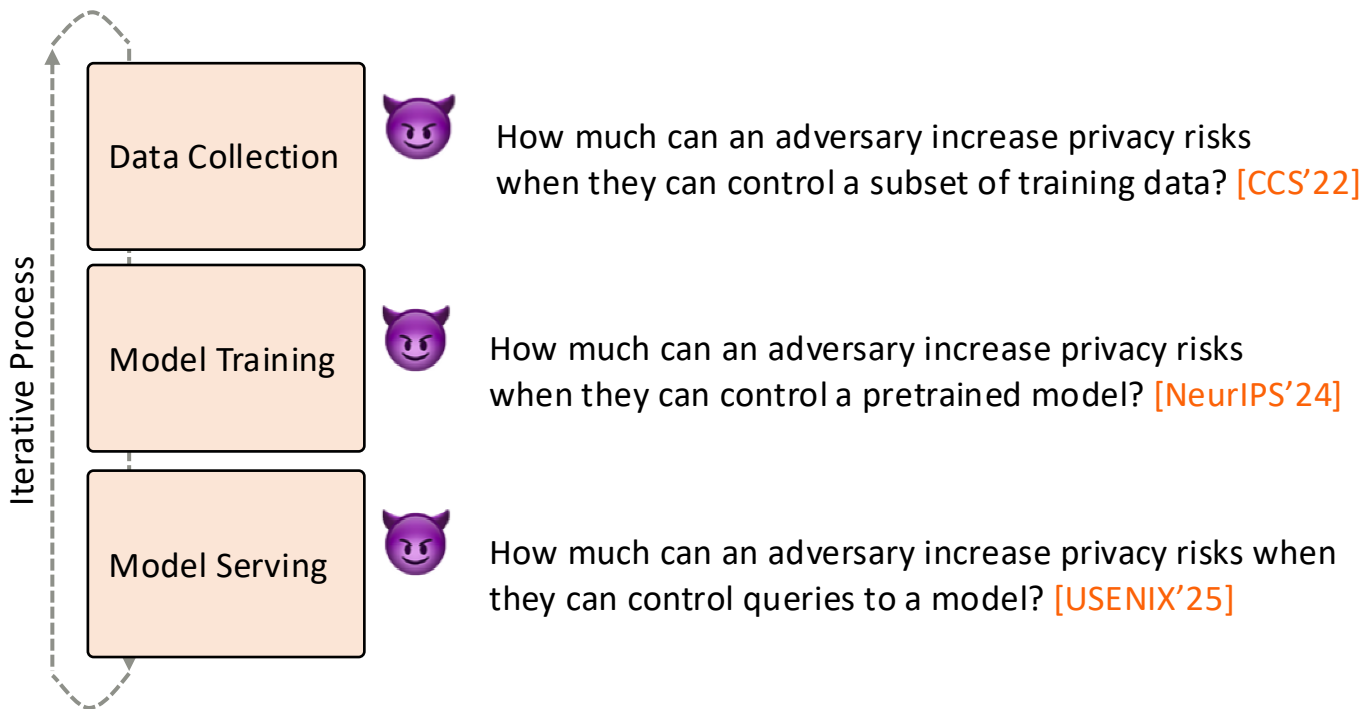 Iterative Process
Data Collection
How much can an adversary increase privacy risks
when they can control a subset of training data? [CCS’22]
Model Training
How much can an adversary increase privacy risks
when they can control a pretrained model? [NeurIPS’24]
Model Serving
How much can an adversary increase privacy risks when
they can control queries to a model? [USENIX’25]